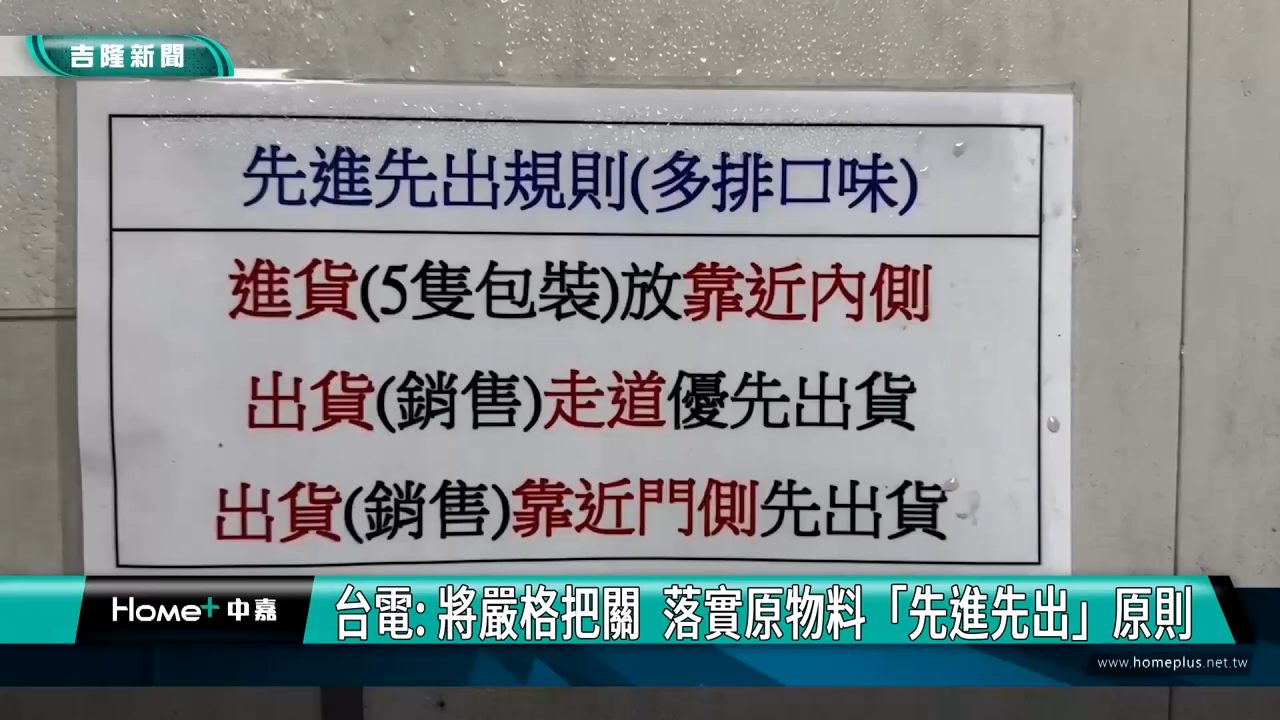 吉隆新聞
先進先出規則(多排口味)
進貨(5隻包裝)放靠近內側
出貨(銷售)走道優先出貨
出貨(銷售)靠近門側先出貨
Home+中嘉
台電:將嚴格把關 落實原物料「先進先出」原則
www.homeplus.net.tw